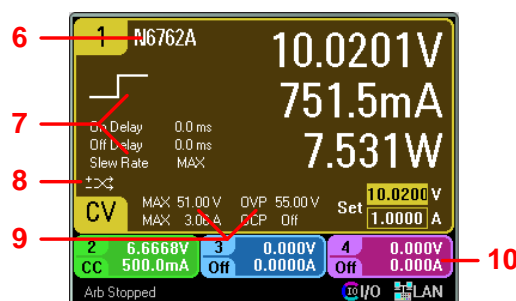 6
1
N6762A
10.0201V
751.5mA
7.531W
7
On Delay 0.0 ms
Off Delay 0.0 ms
Slew Rate MAX
8
CV
MAX 51.00 V OVP 55.00 V
MAX 3.06 A OCP Off
Set 10.0200 V
1.0000 A
9
2 6.6668V
CC 500.0mA
3 0.000V
Off 0.0000A
4 0.000V
Off 0.000A
10
Arb Stopped
IO I/O LAN